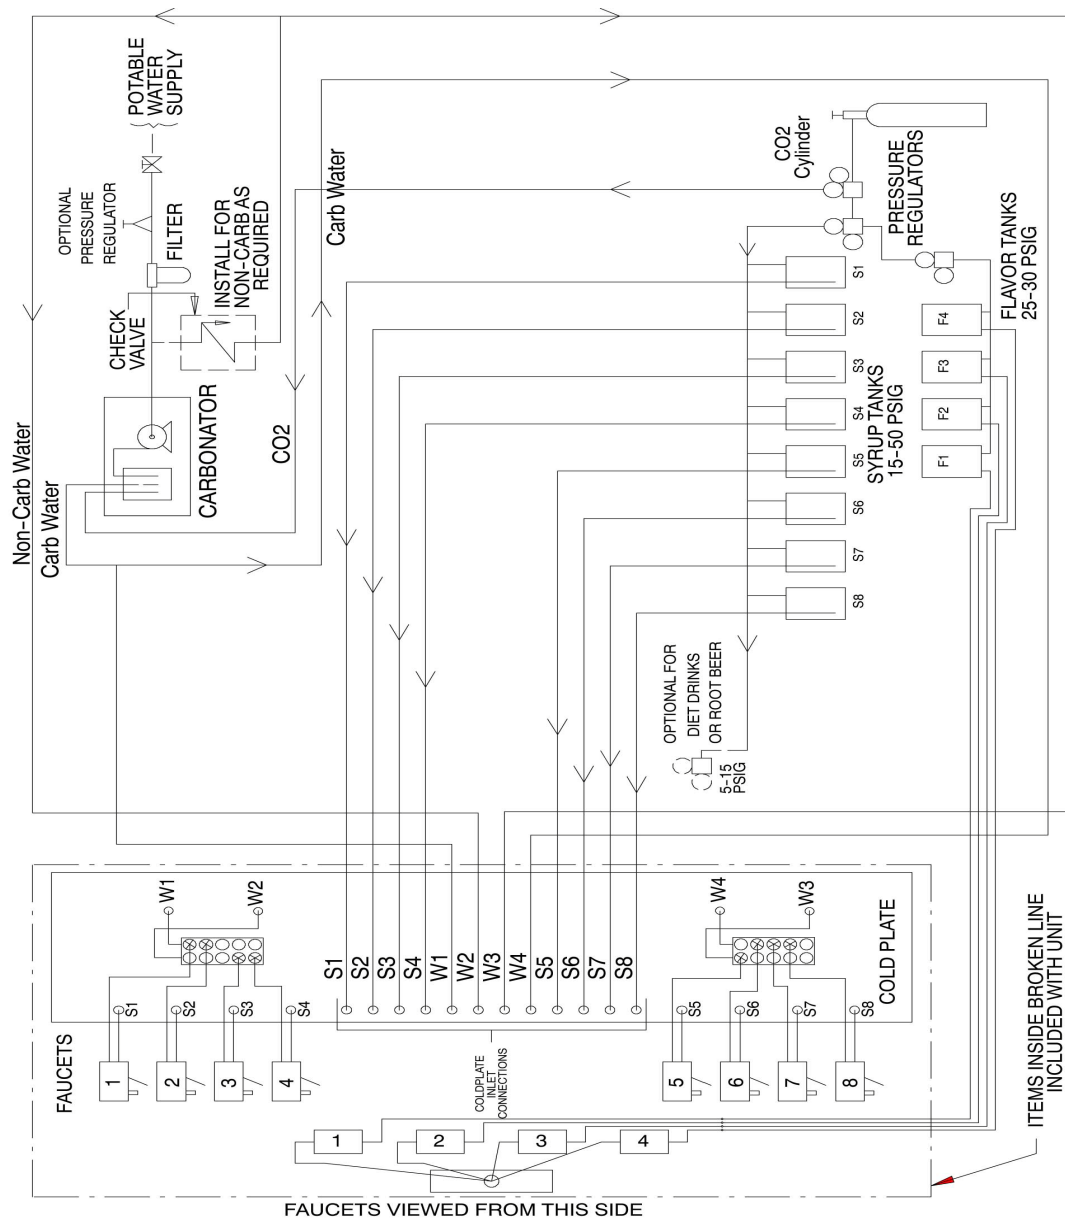 POTABLE
WATER
SUPPLY
OPTIONAL
PRESSURE
REGULATOR
FILTER
INSTALL FOR
NON-CARB AS
REQUIRED
CHECK
VALVE
CARBONATOR
Non-Carb Water
Carb Water
CO2
Carb Water
CO2
Cylinder
PRESSURE
REGULATORS
FLAVOR TANKS
25-30 PSIG
S1
S2
S3
S4
S5
S6
S7
S8
SYRUP TANKS
15-50 PSIG
F4
F3
F2
F1
OPTIONAL FOR
DIET DRINKS
OR ROOT BEER
5-15
PSIG
W1
W2
S1
S2
S3
S4
FAUCETS
1
2
3
4
S1
S2
S3
S4
W1
W2
W3
W4
S5
S6
S7
S8
COLDPLATE
INLET
CONNECTIONS
W4
W3
S5
S6
S7
S8
COLD PLATE
5
6
7
8
1
2
3
4
ITEMS INSIDE BROKEN LINE
INCLUDED WITH UNIT
FAUCETS VIEWED FROM THIS SIDE